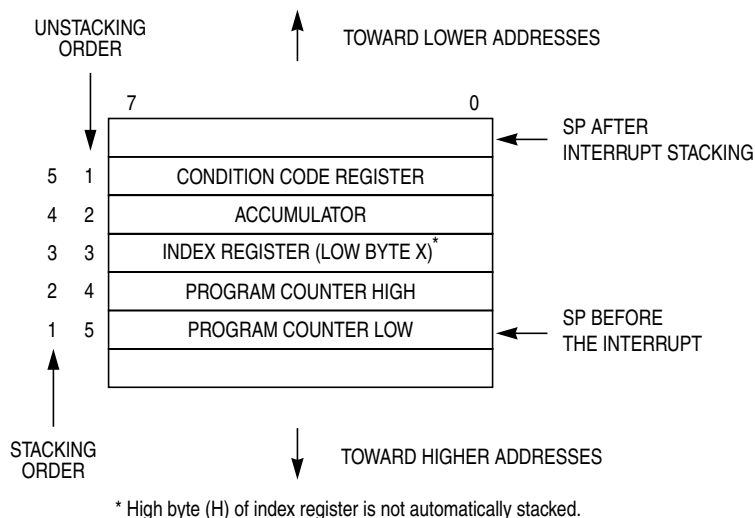 UNSTACKING
ORDER
TOWARD LOWER ADDRESSES
7 0
SP AFTER
INTERRUPT STACKING
5 1 CONDITION CODE REGISTER
4 2 ACCUMULATOR
3 3 INDEX REGISTER (LOW BYTE X)*
2 4 PROGRAM COUNTER HIGH
1 5 PROGRAM COUNTER LOW
SP BEFORE
THE INTERRUPT
STACKING
ORDER
TOWARD HIGHER ADDRESSES
* High byte (H) of index register is not automatically stacked.